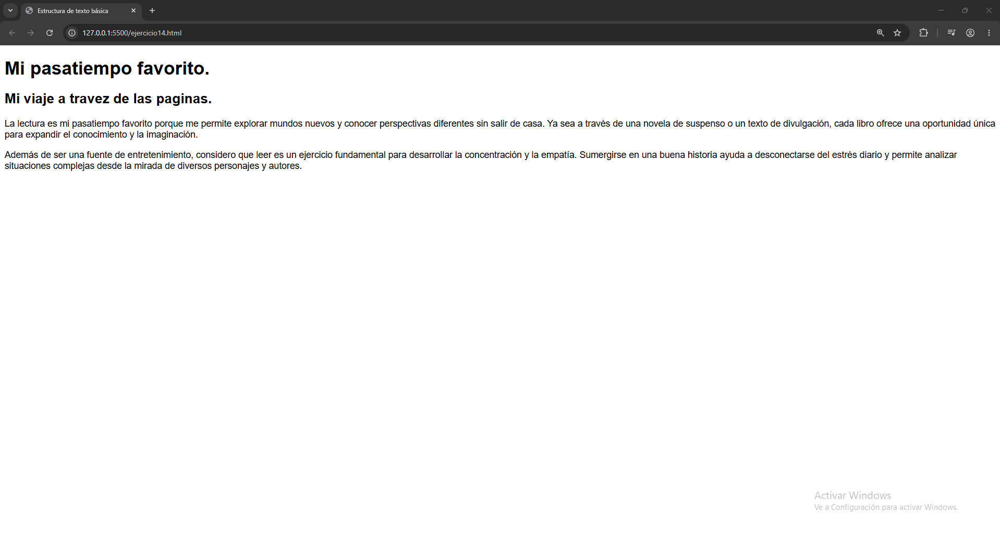 Estructura de texto básica
127.0.0.1:5500/ejercicio14.html
Mi pasatiempo favorito.
Mi viaje a travez de las paginas.
La lectura es mi pasatiempo favorito porque me permite explorar mundos nuevos y conocer perspectivas diferentes sin salir de casa. Ya sea a través de una novela de suspenso o un texto de divulgación, cada libro ofrece una oportunidad única
para expandir el conocimiento y la imaginación.
Además de ser una fuente de entretenimiento, considero que leer es un ejercicio fundamental para desarrollar la concentración y la empatía. Sumergirse en una buena historia ayuda a desconectarse del estrés diario y permite analizar
situaciones complejas desde la mirada de diversos personajes y autores.
Activar Windows
Ve a Configuración para activar Windows.